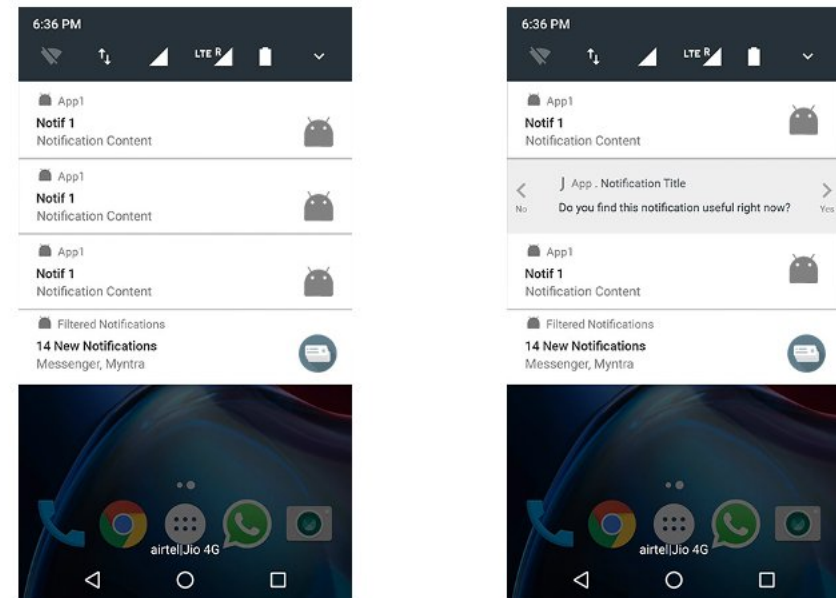 6:36 PM
LTE R
App1
Notif 1
Notification Content
App1
Notif 1
Notification Content
App1
Notif 1
Notification Content
Filtered Notifications
14 New Notifications
Messenger, Myntra
airtel|Jio 4G
6:36 PM
LTE R
App1
Notif 1
Notification Content
App . Notification Title
No Do you find this notification useful right now? Yes
App1
Notif 1
Notification Content
Filtered Notifications
14 New Notifications
Messenger, Myntra
airtel|Jio 4G